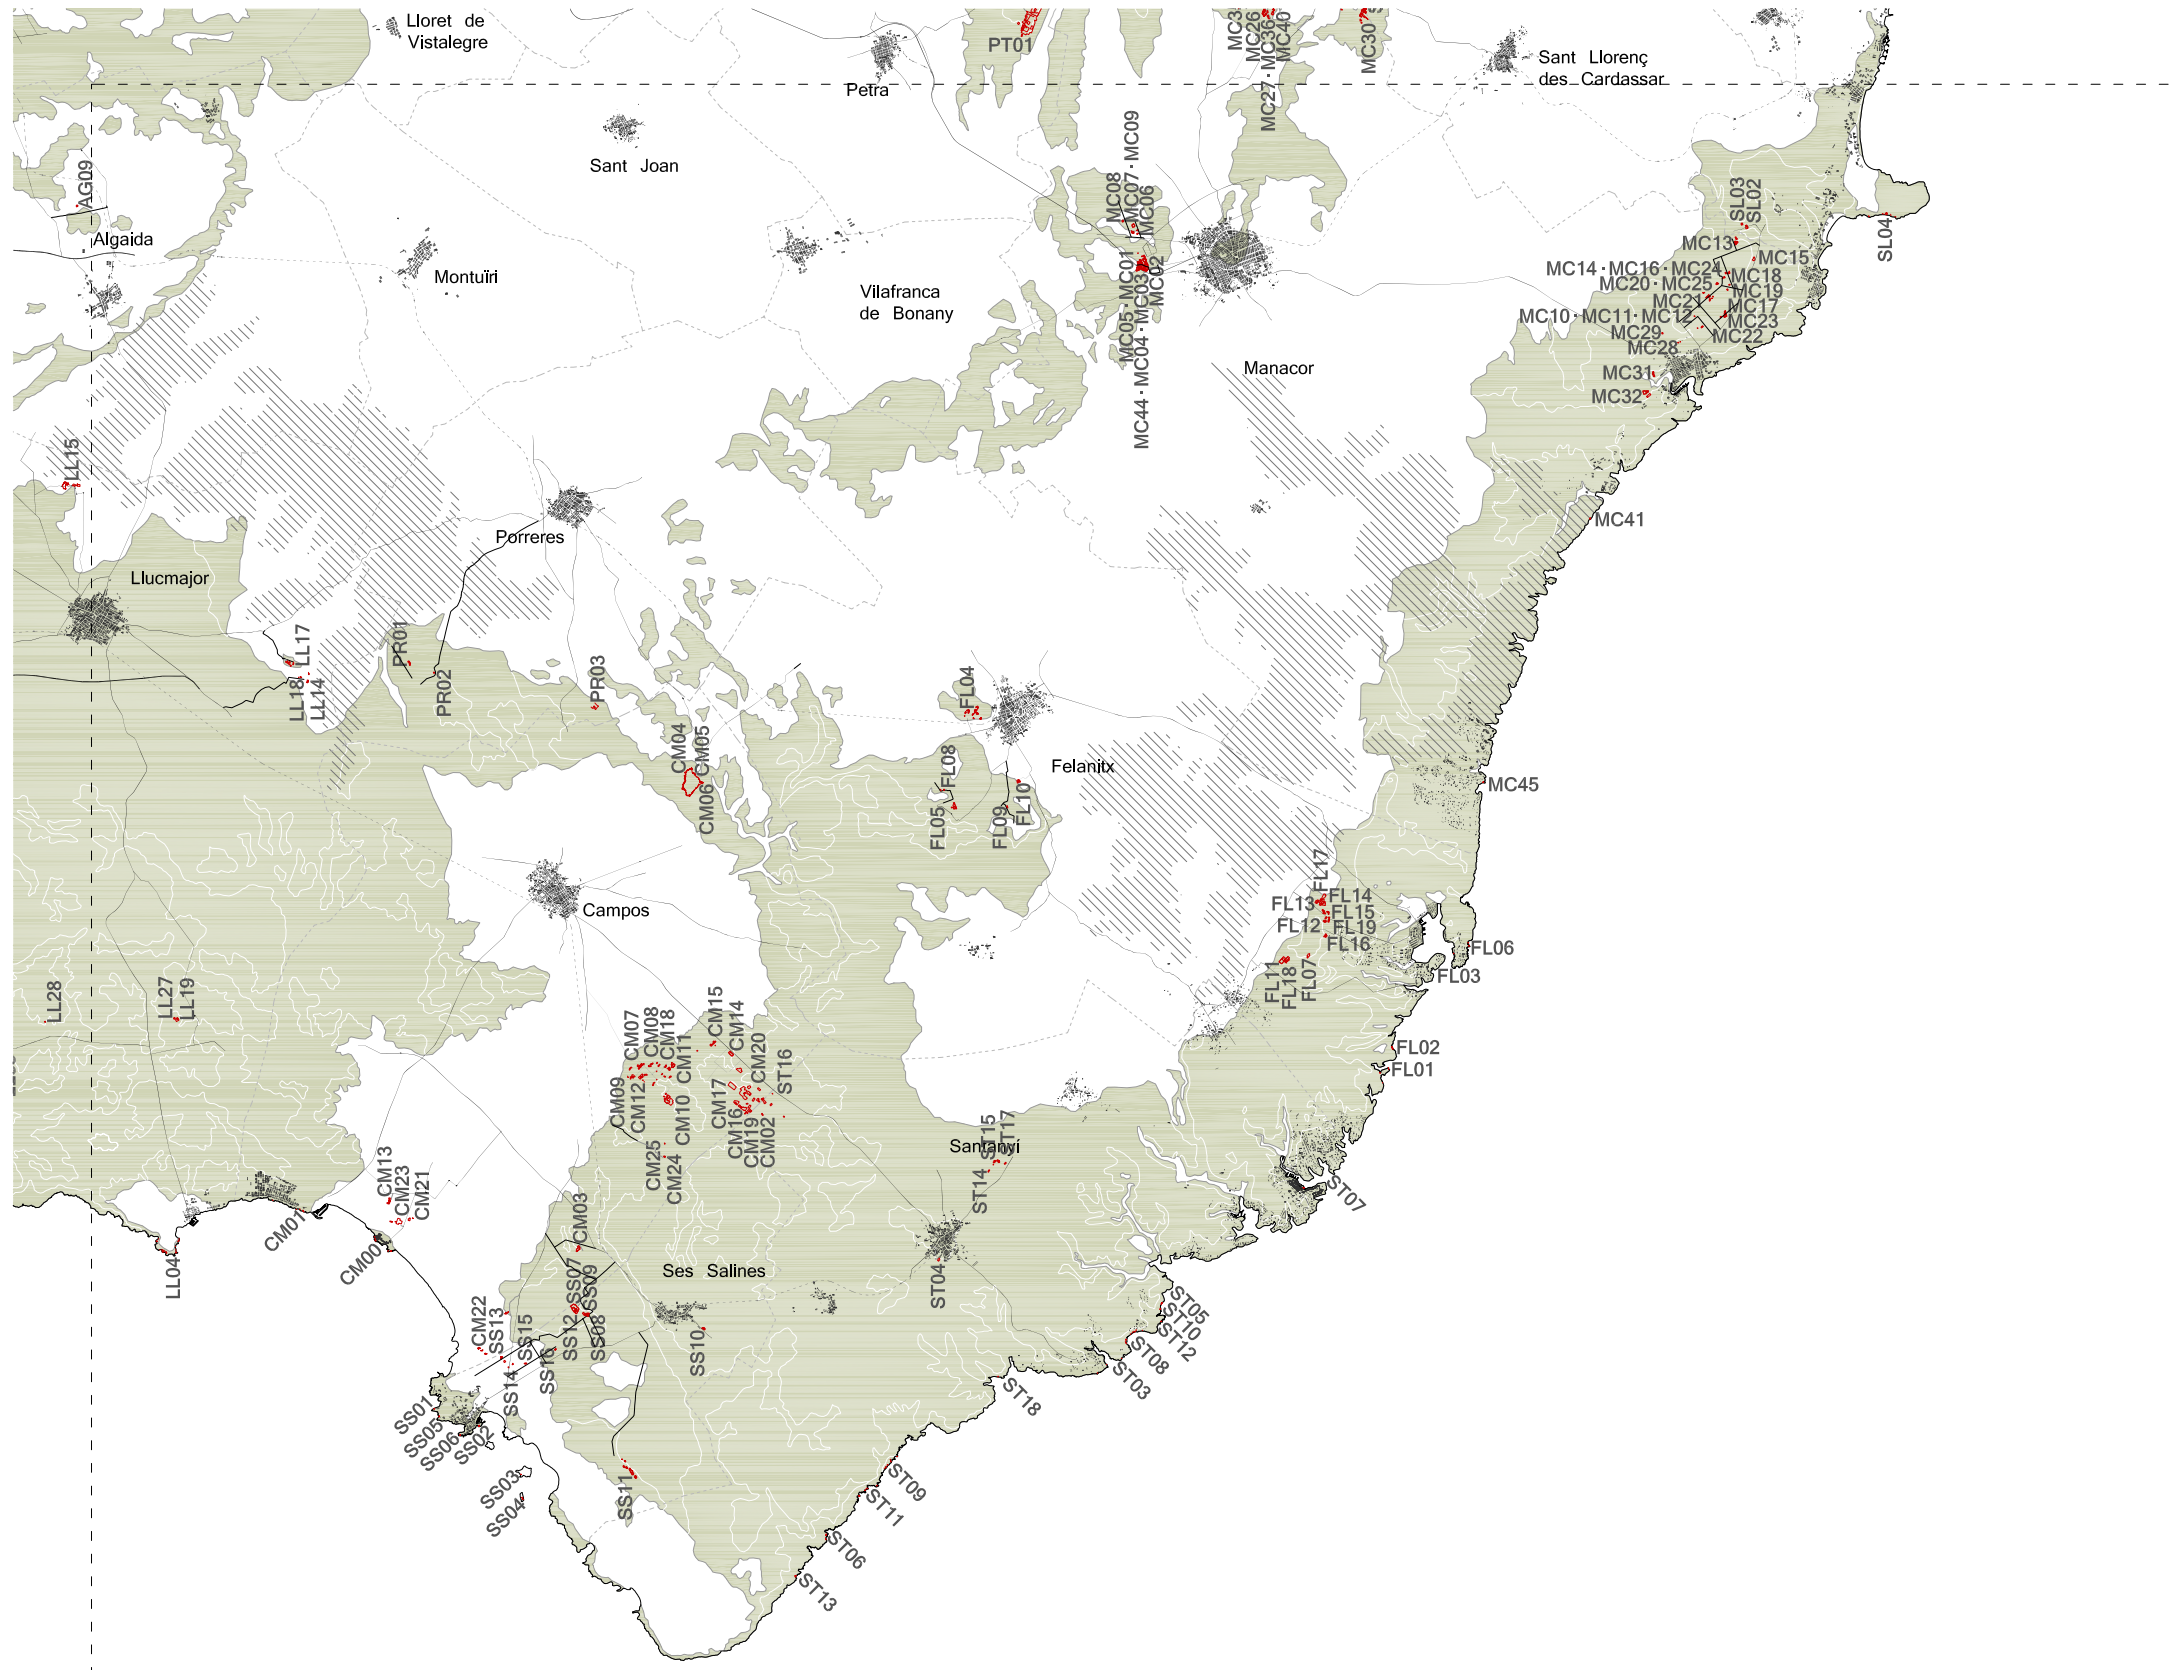 Lloret de
Vistalegre
PT01
MC26
MC27 · MC36
MC40
MC30
Sant Llorenç
des Cardassar
Petra
Sant Joan
AG09
Algaida
Montuïri
Vilafranca
de Bonany
MC08
MC07 · MC09
MC06
MC05 · MC01
MC44 · MC04 · MC03
MC02
Manacor
SL03
SL02
SL04
MC13
MC15
MC14 · MC16 · MC24
MC18
MC20 · MC25
MC19
MC21
MC17
MC10 · MC11 · MC12
MC23
MC29
MC22
MC28
MC31
MC32
MC41
MC45
LL15
Porreres
Llucmajor
LL17
LL18
LL14
PR01
PR02
PR03
CM04
CM05
CM06
FL04
FL08
FL05
FL09
FL10
Felanitx
Campos
FL17
FL13
FL14
FL15
FL12
FL19
FL16
FL11
FL18
FL07
FL06
FL03
FL02
FL01
LL28
LL27
LL19
CM07
CM08
CM18
CM11
CM15
CM14
CM20
ST16
CM09
CM12
CM10
CM17
CM16
CM19
CM02
CM25
CM24
CM13
CM23
CM21
CM03
CM01
CM00
LL04
Santanyí
ST15
ST17
ST14
ST04
ST07
Ses Salines
SS07
SS09
SS12
SS08
SS10
CM22
SS13
SS15
SS14
SS16
SS01
SS05
SS06
SS02
SS03
SS04
SS11
ST05
ST10
ST12
ST08
ST03
ST18
ST09
ST11
ST06
ST13